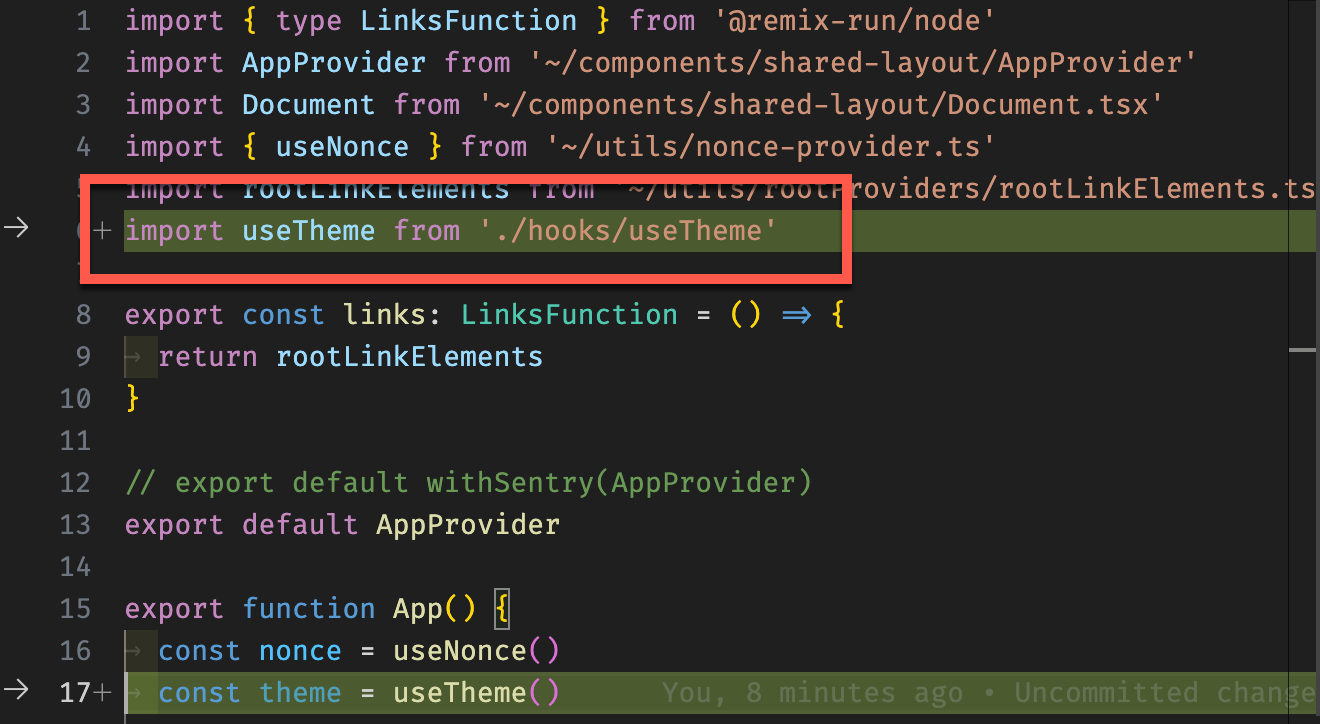 1 import { type LinksFunction } from '@remix-run/node'
2 import AppProvider from '~/components/shared-layout/AppProvider'
3 import Document from '~/components/shared-layout/Document.tsx'
4 import { useNonce } from '~/utils/nonce-provider.ts'
import rootLinkElements from '~/utils/rootProviders/rootLinkElements.ts
+ import useTheme from './hooks/useTheme'
8 export const links: LinksFunction = () => {
9 return rootLinkElements
10 }
11
12 // export default withSentry(AppProvider)
13 export default AppProvider
14
15 export function App() {
16 const nonce = useNonce()
17+ const theme = useTheme() You, 8 minutes ago • Uncommitted change